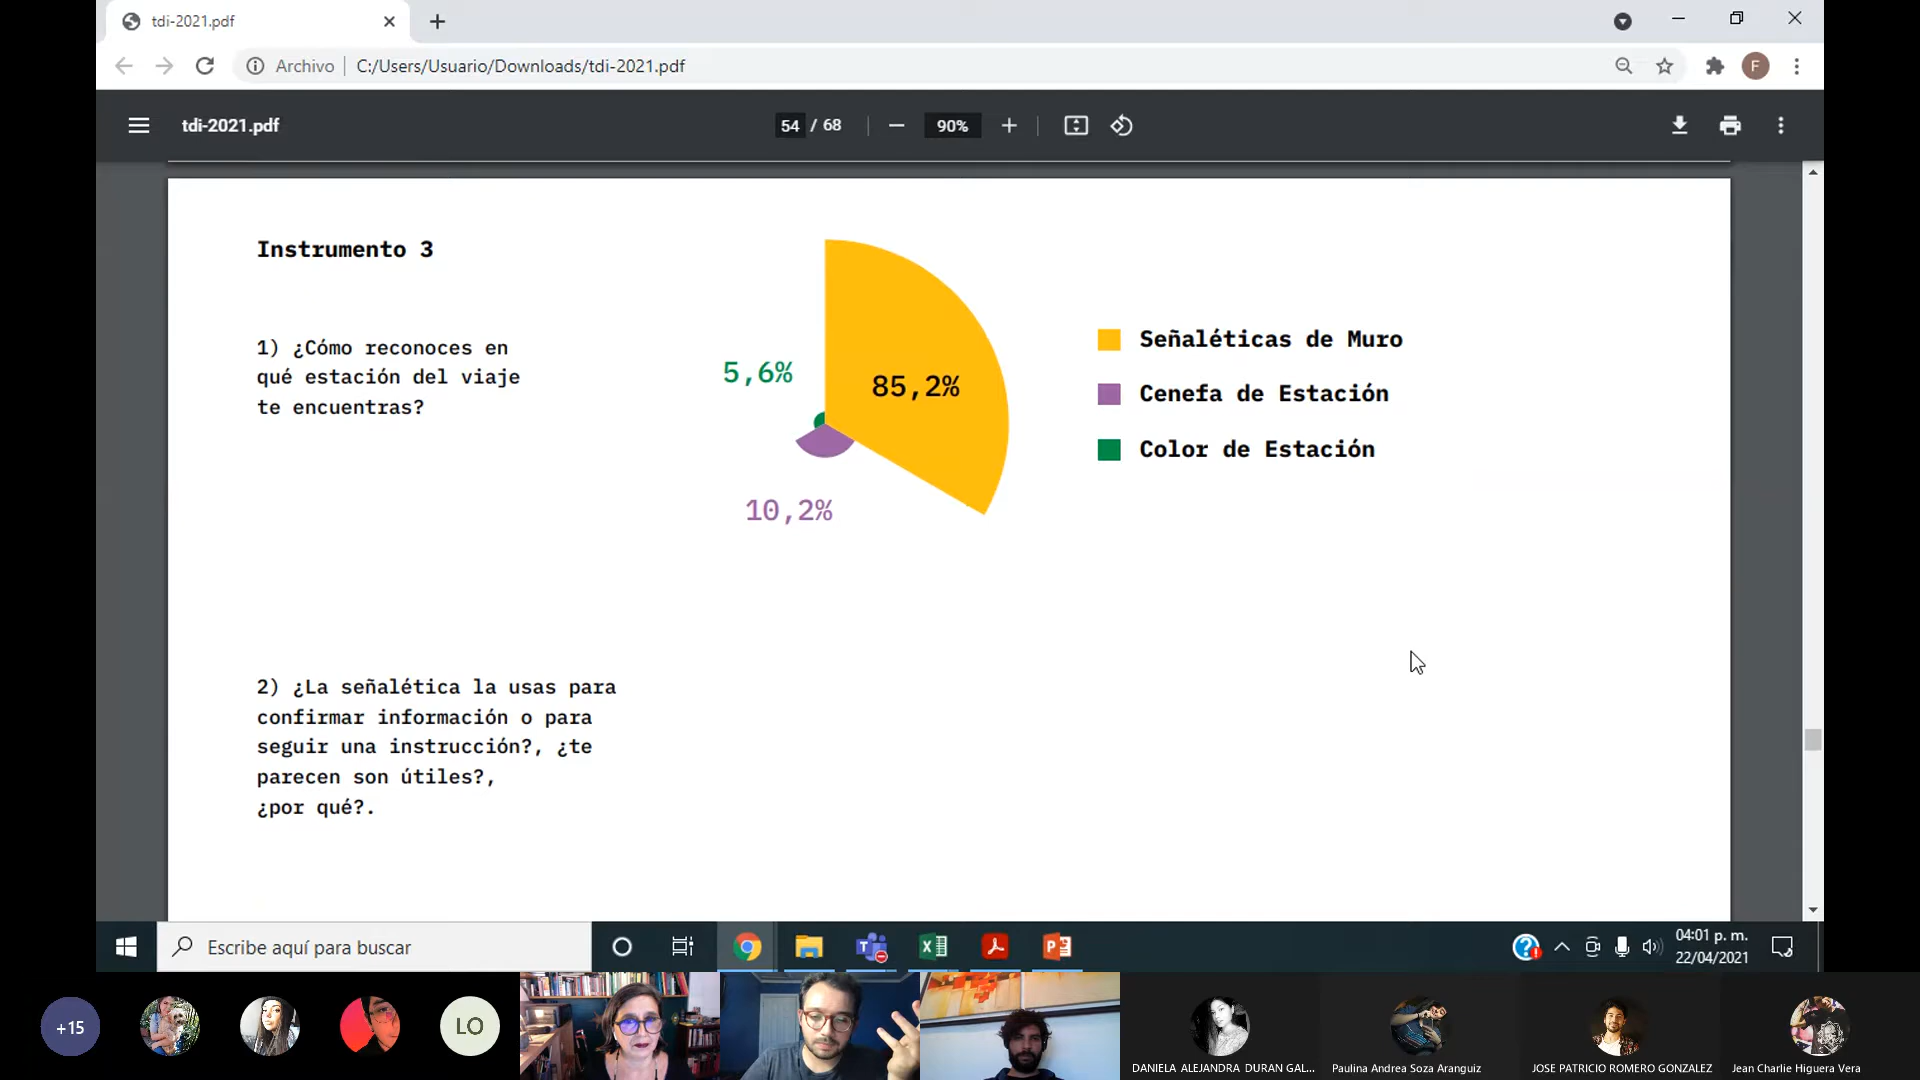 tdi-2021.pdf
Archivo
C:/Users/Usuario/Downloads/tdi-2021.pdf
F
tdi-2021.pdf
54 / 68
90%
Instrumento 3
1) ¿Cómo reconoces en
qué estación del viaje
te encuentras?
5,6%
85,2%
10,2%
Señaléticas de Muro
Cenefa de Estación
Color de Estación
2) ¿La señalética la usas para
confirmar información o para
seguir una instrucción?, ¿te
parecen son útiles?,
¿por qué?.
Escribe aquí para buscar
04:01 p. m.
22/04/2021
+15
LO
DANIELA ALEJANDRA DURAN GAL...
Paulina Andrea Soza Aranguiz
JOSE PATRICIO ROMERO GONZALEZ
Jean Charlie Higuera Vera